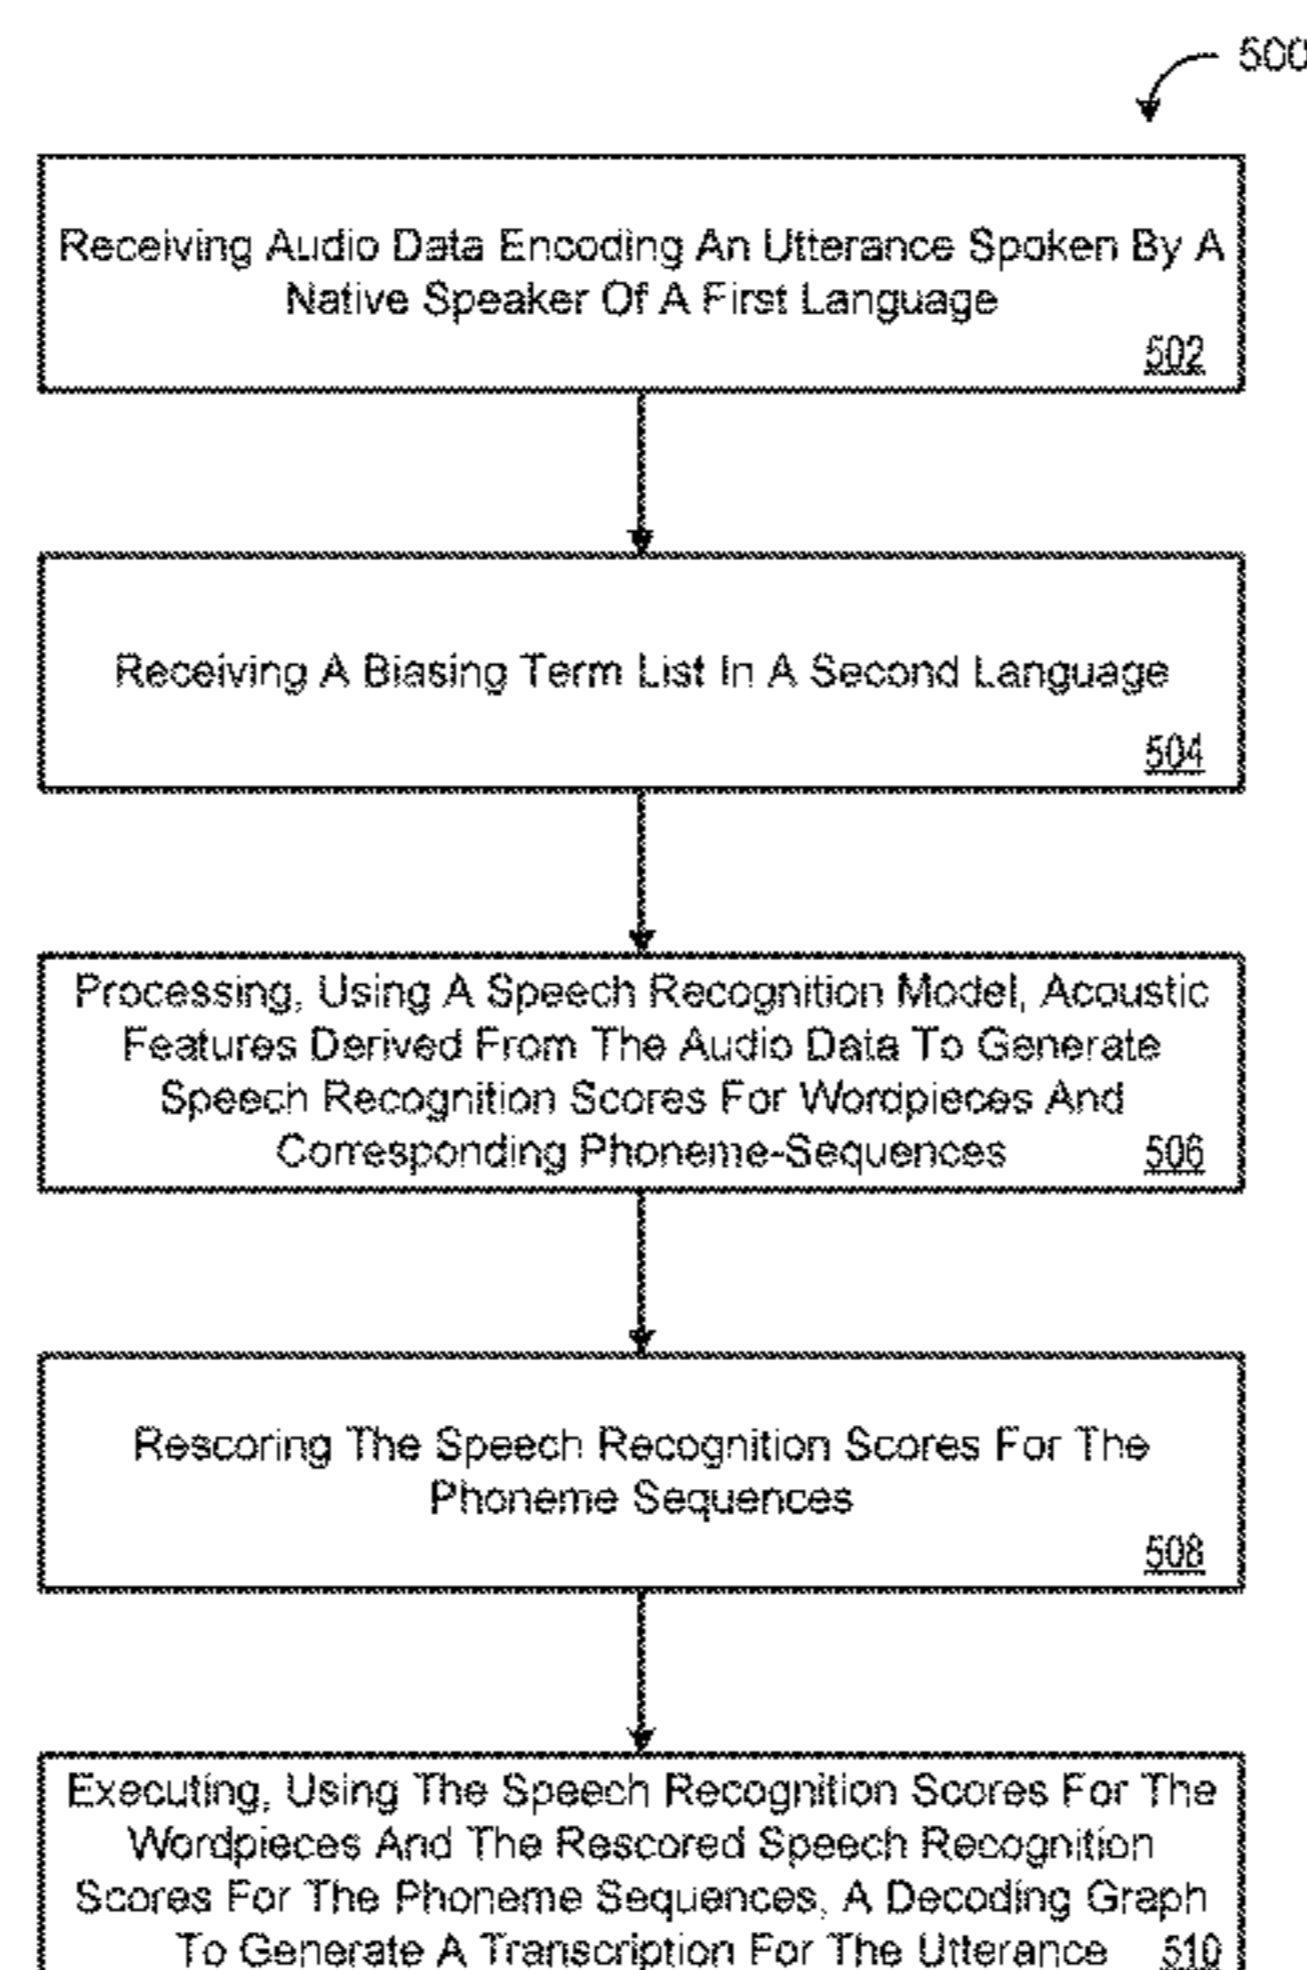 500
Receiving Audio Data Encoding An Utterance Spoken By A
Native Speaker Of A First Language
502
Receiving A Biasing Term List In A Second Language
504
Processing, Using A Speech Recognition Model, Acoustic
Features Derived From The Audio Data To Generate
Speech Recognition Scores For Wordpieces And
Corresponding Phoneme-Sequences 506
Rescoring The Speech Recognition Scores For The
Phoneme Sequences
508
Executing, Using The Speech Recognition Scores For The
Wordpieces And The Rescored Speech Recognition
Scores For The Phoneme Sequences, A Decoding Graph
To Generate A Transcription For The Utterance 510